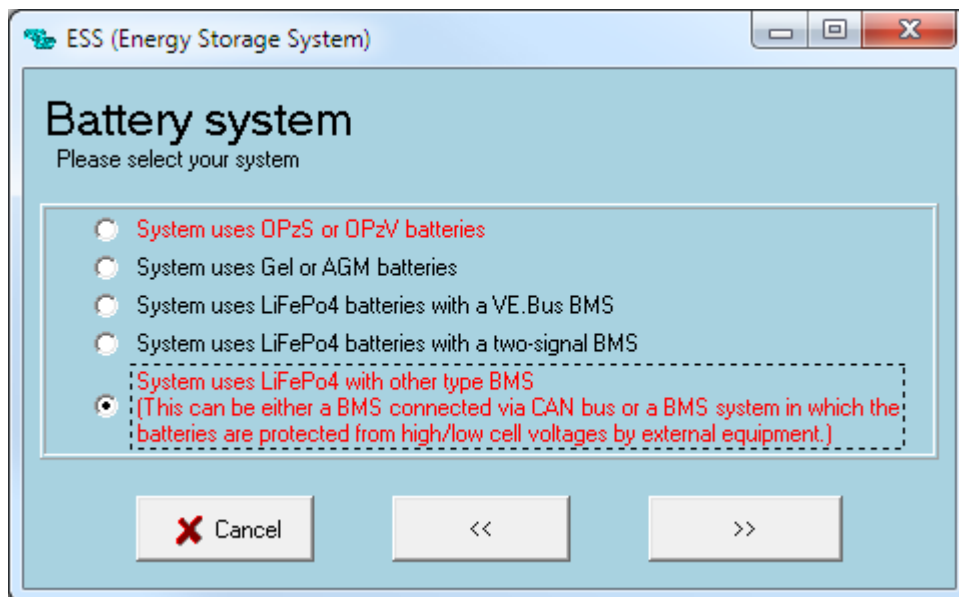 ESS (Energy Storage System)
Battery system
Please select your system
System uses OPzS or OPzV batteries
System uses Gel or AGM batteries
System uses LiFePo4 batteries with a VE.Bus BMS
System uses LiFePo4 batteries with a two-signal BMS
System uses LiFePo4 with other type BMS
(This can be either a BMS connected via CAN bus or a BMS system in which the
batteries are protected from high/low cell voltages by external equipment.)
Cancel
<<
>>